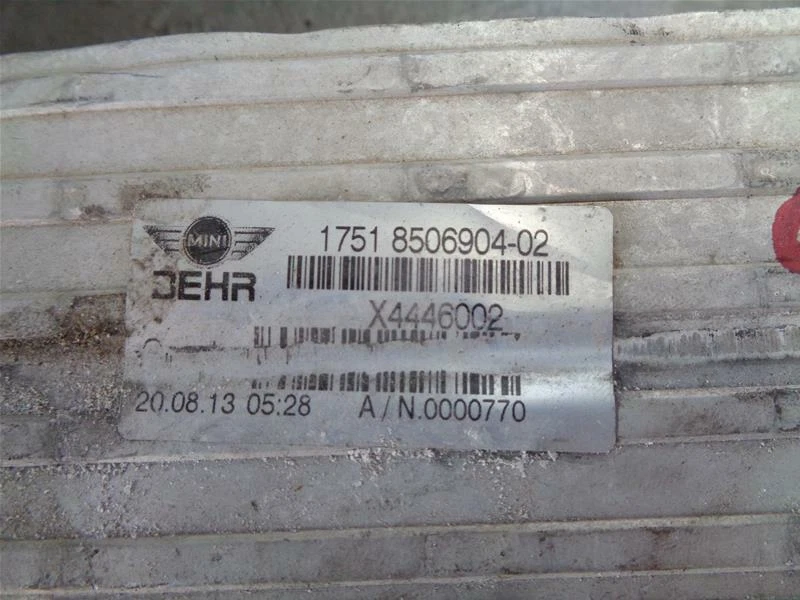 MINI
1751 8506904-02
BEHR
X4446002
20.08.13 05:28 A/N.0000770